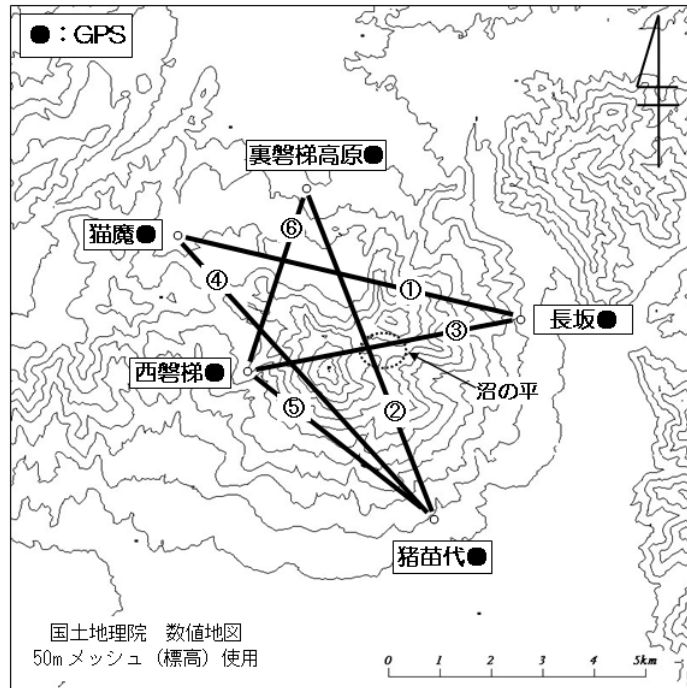 ●：GPS
裏磐梯高原●
⑥
猫魔●
④
①
長坂●
③
西磐梯●
沼の平
⑤
②
猪苗代●
国土地理院　数値地図
50mメッシュ（標高）使用
0 1 2 3 4 5km